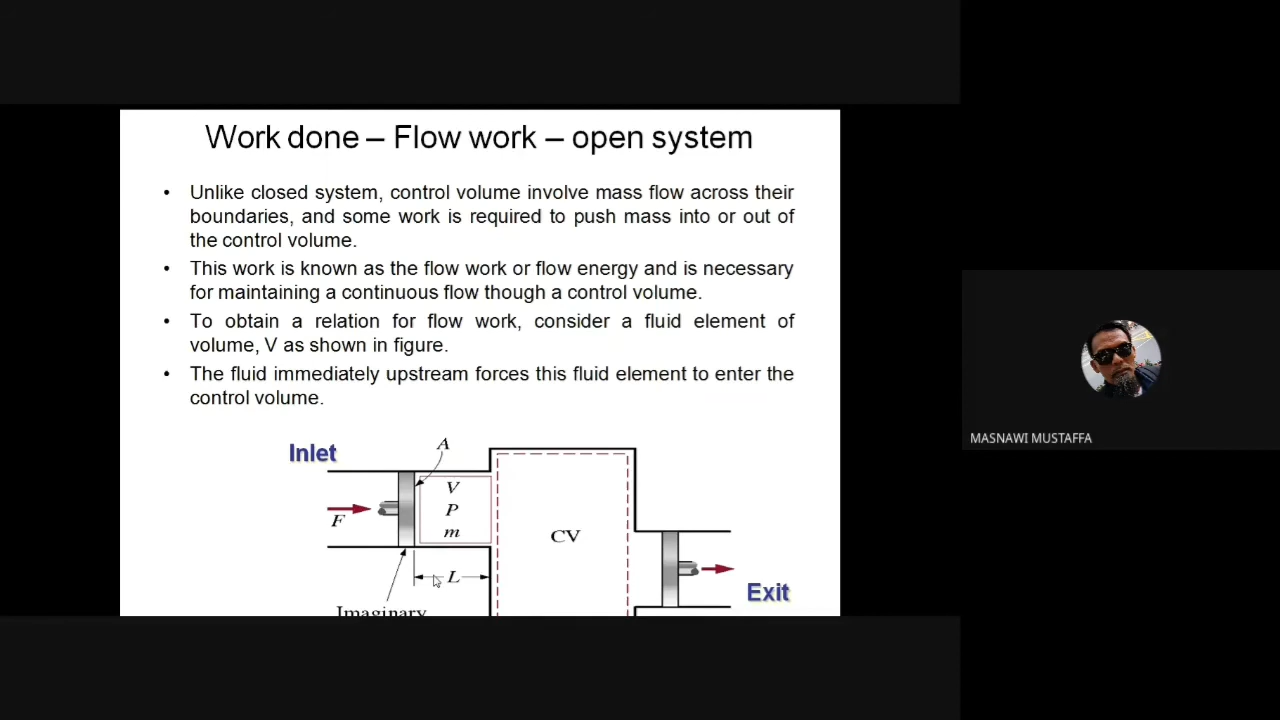 Work done – Flow work – open system
• Unlike closed system, control volume involve mass flow across their
boundaries, and some work is required to push mass into or out of
the control volume.
• This work is known as the flow work or flow energy and is necessary
for maintaining a continuous flow though a control volume.
• To obtain a relation for flow work, consider a fluid element of
volume, V as shown in figure.
• The fluid immediately upstream forces this fluid element to enter the
control volume.
Inlet
A
V
P
m
F
CV
L
Imaginary
Exit
MASNAWI MUSTAFFA